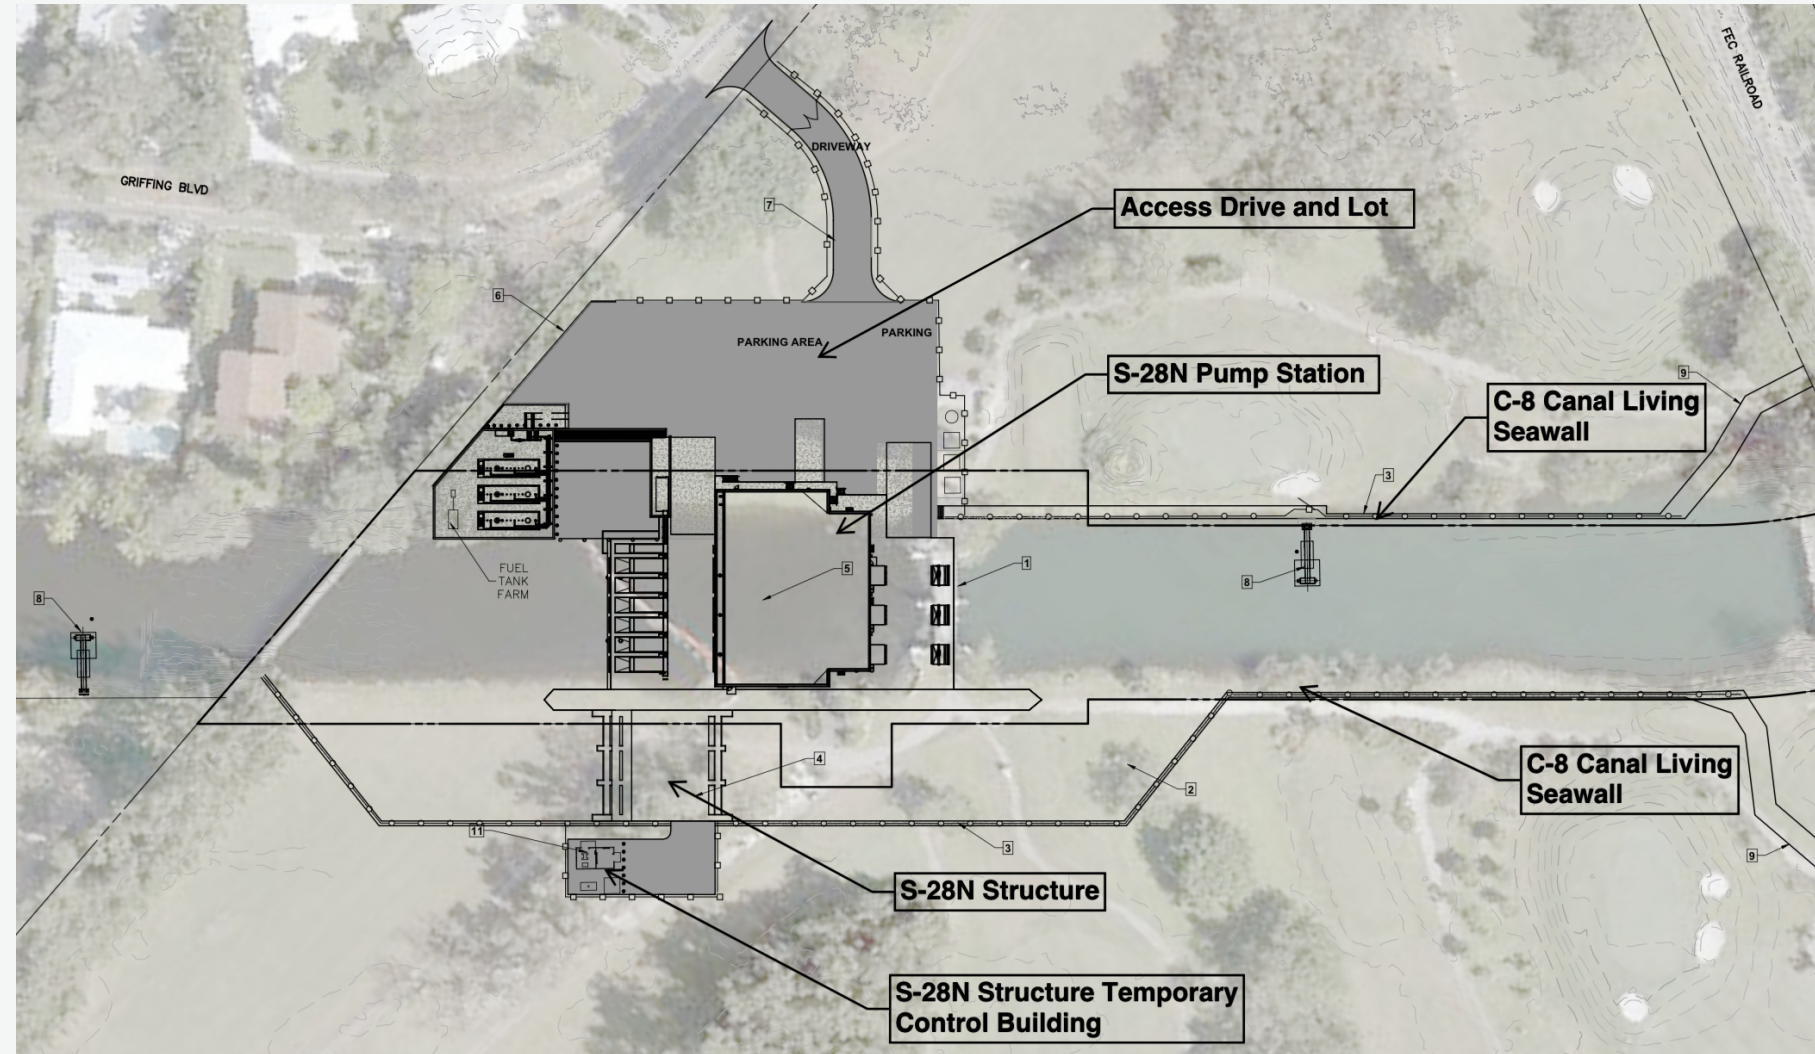 FEC RAILROAD
DRIVEWAY
GRIFFING BLVD
7
Access Drive and Lot
6
PARKING AREA
PARKING
S-28N Pump Station
9
C-8 Canal Living
Seawall
3
FUEL
TANK
FARM
5
1
8
8
4
2
C-8 Canal Living
Seawall
11
3
9
S-28N Structure
S-28N Structure Temporary
Control Building